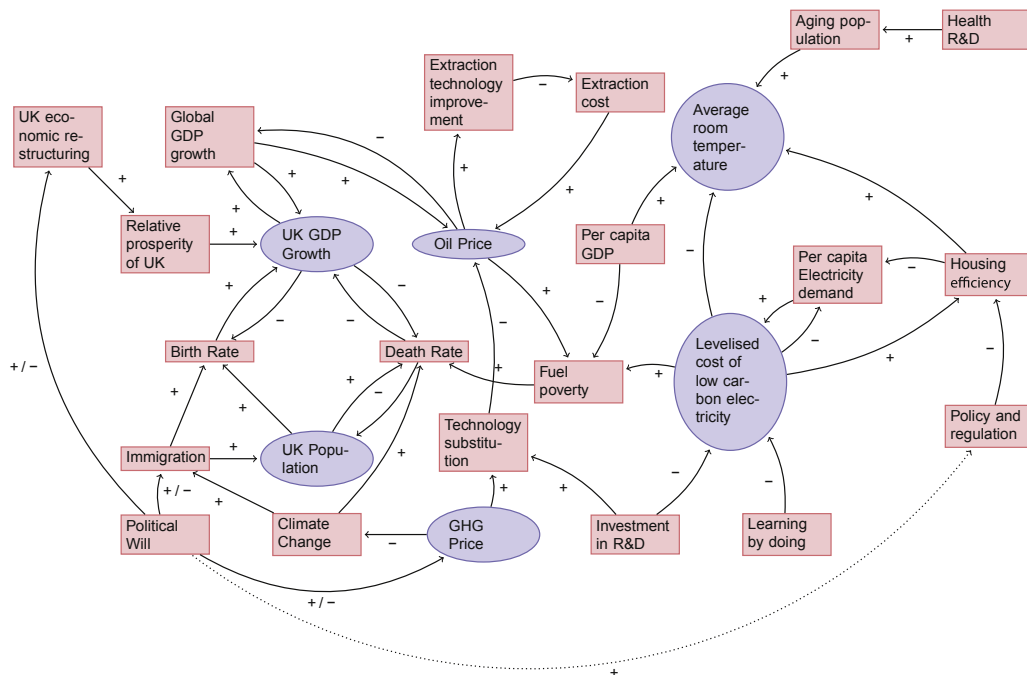 Aging pop-
ulation
+
Health
R&D
+
Extraction
technology
improve-
ment
–
Extraction
cost
Average
room
temper-
ature
UK eco-
nomic re-
structuring
Global
GDP
growth
–
+
+
+
+
+
+
+
+
Relative
prosperity
of UK
+
UK GDP
Growth
Oil Price
Per capita
GDP
–
Per capita
Electricity
demand
–
Housing
efficiency
+
–
–
–
+
–
+
–
+
–
Levelised
cost of
low car-
bon elec-
tricity
–
+
–
Birth Rate
Death Rate
+
Fuel
poverty
+
+ / –
+
–
+
+
Technology
substitu-
tion
Policy and
regulation
Immigration
+
UK Popu-
lation
+
+ / –
+
+
+
–
–
Political
Will
Climate
Change
–
GHG
Price
Investment
in R&D
Learning
by doing
+ / –
+